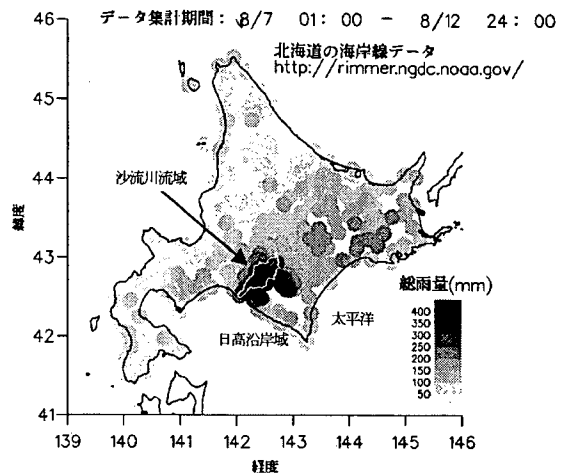 データ集計期間: 8/7 01:00 - 8/12 24:00
北海道の海岸線データ
http://rimmer.ngdc.noaa.gov/
46
45
44
43
42
41
緯度
沙流川流域
日高沿岸域
太平洋
総雨量(mm)
400
350
300
250
200
150
100
50
139 140 141 142 143 144 145 146
経度